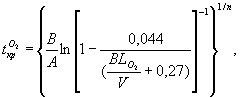 $t_{кр}^{O_2} = \left\{ \frac{B}{A} \ln \left[ 1 - \frac{0,044}{(\frac{BL_{O_2}}{V} + 0,27)} \right]^{-1} \right\}^{1/n},$